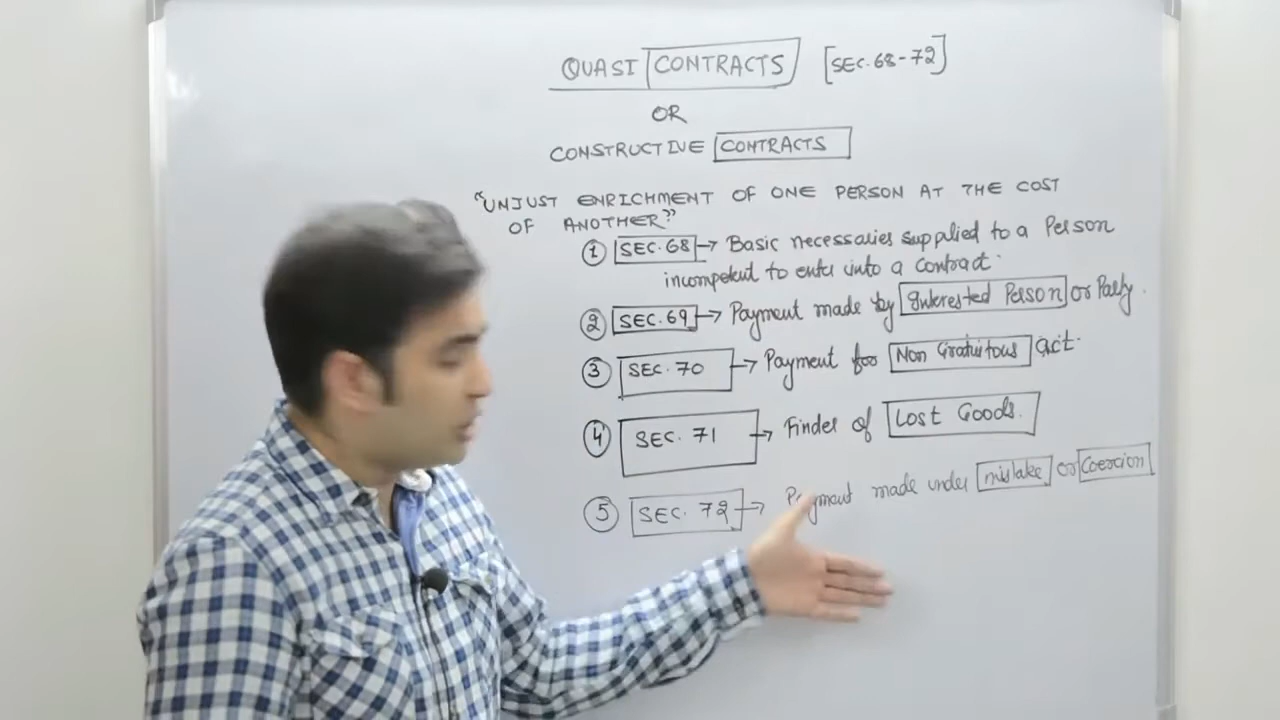 QUASI CONTRACTS [SEC. 68-72]
OR
CONSTRUCTIVE CONTRACTS
"UNJUST ENRICHMENT OF ONE PERSON AT THE COST
OF ANOTHER"
① SEC. 68 → Basic necessaries supplied to a Person
incompetent to enter into a contract.
② SEC. 69 → Payment made by Interested Person or Party.
③ SEC. 70 → Payment for Non Gratuitous act.
④ SEC. 71 → Finder of Lost Goods.
⑤ SEC. 72 → Payment made under mistake or Coercion